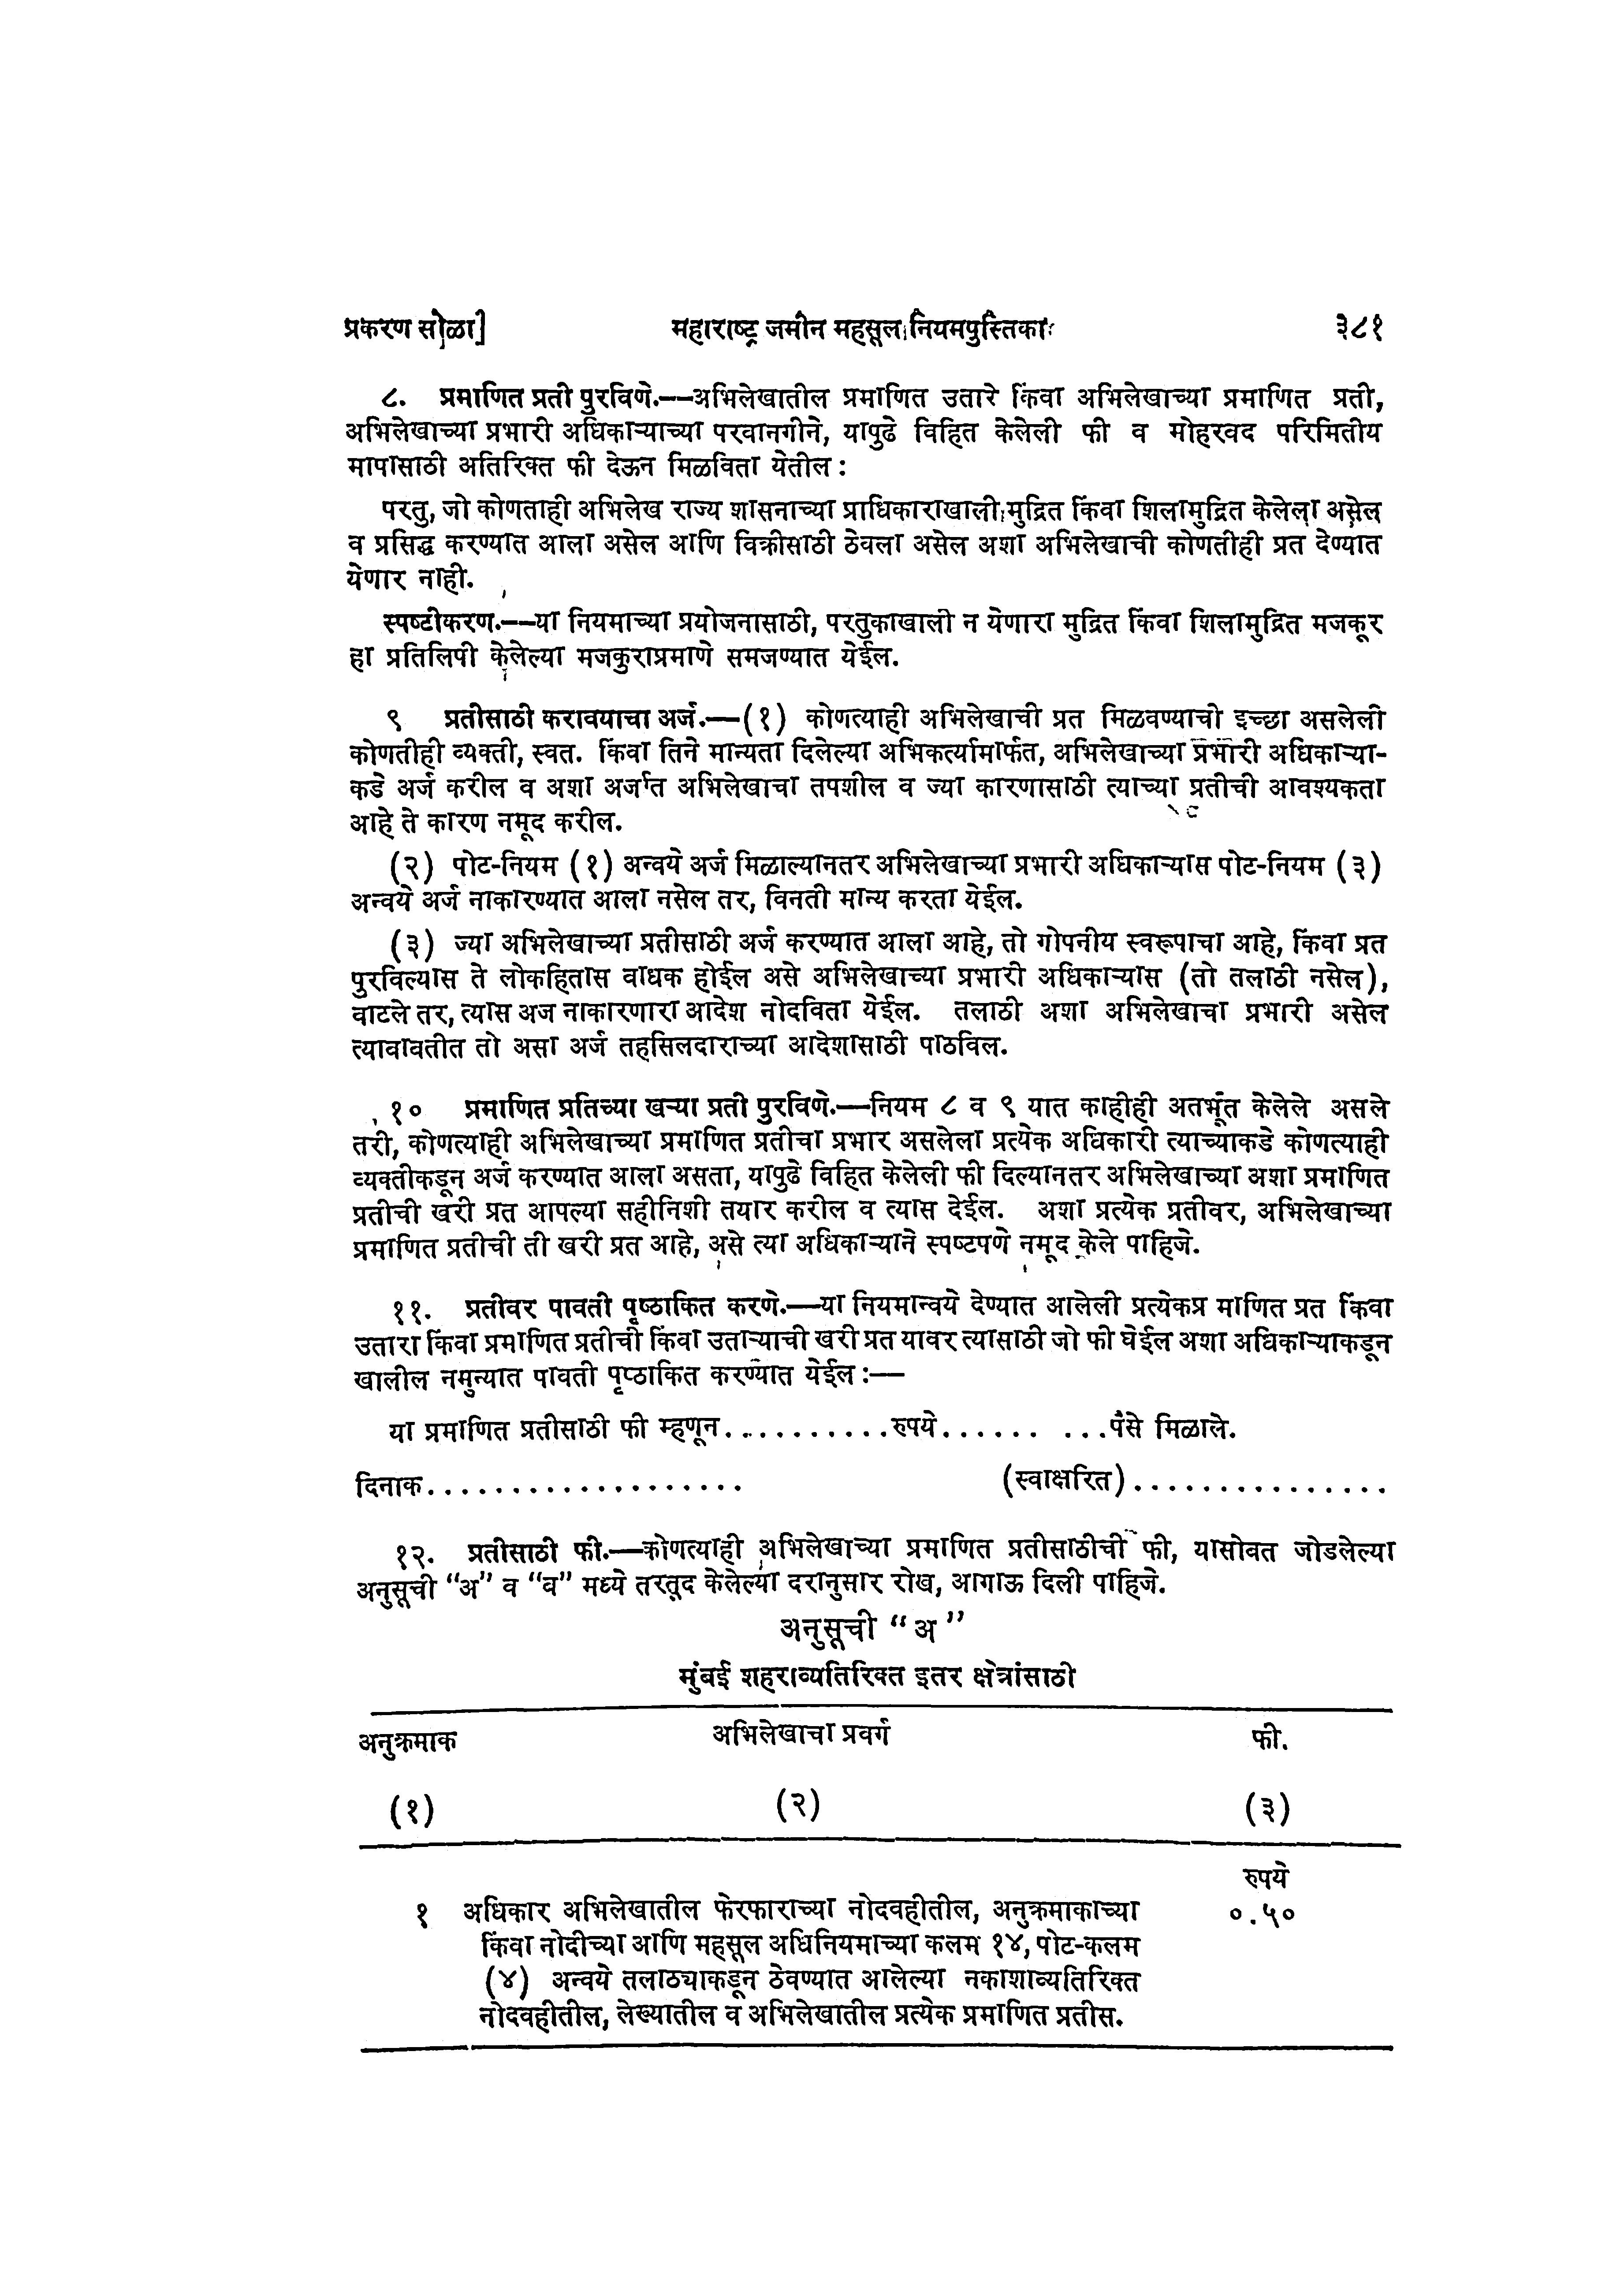 प्रकरण सोळा] महाराष्ट्र जमीन महसूल नियमपुस्तिका ३८१
८. प्रमाणित प्रती पुरविणे.––अभिलेखातील प्रमाणित उतारे किंवा अभिलेखाच्या प्रमाणित प्रती,
अभिलेखाच्या प्रभारी अधिकाऱ्याच्या परवानगीने, यापुढे विहित केलेली फी व मोहरवद परिमितीय
मापासाठी अतिरिक्त फी देऊन मिळविता येतील :
परतु, जो कोणताही अभिलेख राज्य शासनाच्या प्राधिकाराखाली मुद्रित किंवा शिलामुद्रित केलेला असेल
व प्रसिद्ध करण्यात आला असेल आणि विक्रीसाठी ठेवला असेल अशा अभिलेखाची कोणतीही प्रत देण्यात
येणार नाही.
स्पष्टीकरण.––या नियमाच्या प्रयोजनासाठी, परतुकाखाली न येणारा मुद्रित किंवा शिलामुद्रित मजकूर
हा प्रतिलिपी केलेल्या मजकुराप्रमाणे समजण्यात येईल.
९ प्रतीसाठी करावयाचा अर्ज.––(१) कोणत्याही अभिलेखाची प्रत मिळवण्याची इच्छा असलेली
कोणतीही व्यक्ती, स्वत. किंवा तिने मान्यता दिलेल्या अभिकर्त्यामार्फत, अभिलेखाच्या प्रभारी अधिकाऱ्या-
कडे अर्ज करील व अशा अर्जात अभिलेखाचा तपशील व ज्या कारणासाठी त्याच्या प्रतीची आवश्यकता
आहे ते कारण नमूद करील.
(२) पोट-नियम (१) अन्वये अर्ज मिळाल्यानतर अभिलेखाच्या प्रभारी अधिकाऱ्यास पोट-नियम (३)
अन्वये अर्ज नाकारण्यात आला नसेल तर, विनती मान्य करता येईल.
(३) ज्या अभिलेखाच्या प्रतीसाठी अर्ज करण्यात आला आहे, तो गोपनीय स्वरूपाचा आहे, किंवा प्रत
पुरविल्यास ते लोकहितास वाधक होईल असे अभिलेखाच्या प्रभारी अधिकाऱ्यास (तो तलाठी नसेल),
वाटले तर, त्यास अज नाकारणारा आदेश नोदविता येईल. तलाठी अशा अभिलेखाचा प्रभारी असेल
त्यावावतीत तो असा अर्ज तहसिलदाराच्या आदेशासाठी पाठविल.
१० प्रमाणित प्रतिच्या खऱ्या प्रती पुरविणे.––नियम ८ व ९ यात काहीही अतर्भूत केलेले असले
तरी, कोणत्याही अभिलेखाच्या प्रमाणित प्रतीचा प्रभार असलेला प्रत्येक अधिकारी त्याच्याकडे कोणत्याही
व्यक्तीकडून अर्ज करण्यात आला असता, यापुढे विहित केलेली फी दिल्यानतर अभिलेखाच्या अशा प्रमाणित
प्रतीची खरी प्रत आपल्या सहीनिशी तयार करील व त्यास देईल. अशा प्रत्येक प्रतीवर, अभिलेखाच्या
प्रमाणित प्रतीची ती खरी प्रत आहे, असे त्या अधिकाऱ्याने स्पष्टपणे नमूद केले पाहिजे.
११. प्रतीवर पावती पृष्ठाकित करणे.––या नियमान्वये देण्यात आलेली प्रत्येकप्र माणित प्रत किंवा
उतारा किंवा प्रमाणित प्रतीची किंवा उताऱ्याची खरी प्रत यावर त्यासाठी जो फी घेईल अशा अधिकाऱ्याकडून
खालील नमुन्यात पावती पृष्ठाकित करण्यात येईल :––
या प्रमाणित प्रतीसाठी फी म्हणून..........रुपये...... ...पैसे मिळाले.
दिनाक................... (स्वाक्षरित)...............
१२. प्रतीसाठी फी.––कोणत्याही अभिलेखाच्या प्रमाणित प्रतीसाठीची फी, यासोवत जोडलेल्या
अनुसूची “अ” व “व” मध्ये तरतूद केलेल्या दरानुसार रोख, आगाऊ दिली पाहिजे.
अनुसूची “अ”
मुंबई शहराव्यतिरिक्त इतर क्षेत्रांसाठी
अनुक्रमाक अभिलेखाचा प्रवर्ग फी.
(१) (२) (३)
रुपये
१ अधिकार अभिलेखातील फेरफाराच्या नोदवहीतील, अनुक्रमाकाच्या ०.५०
किंवा नोदीच्या आणि महसूल अधिनियमाच्या कलम १४, पोट-कलम
(४) अन्वये तलाठ्याकडून ठेवण्यात आलेल्या नकाशाव्यतिरिक्त
नोदवहीतील, लेख्यातील व अभिलेखातील प्रत्येक प्रमाणित प्रतीस.